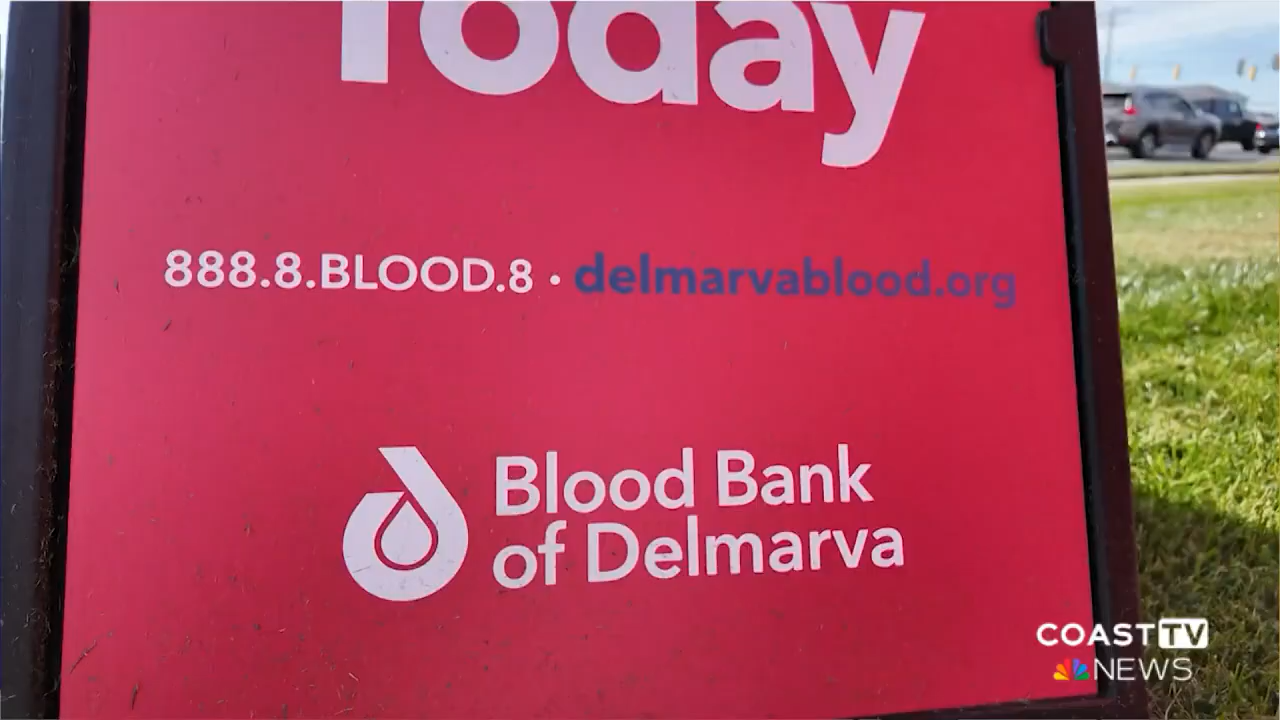 Today
888.8.BLOOD.8 • delmarvablood.org
Blood Bank
of Delmarva
COAST TV
NEWS